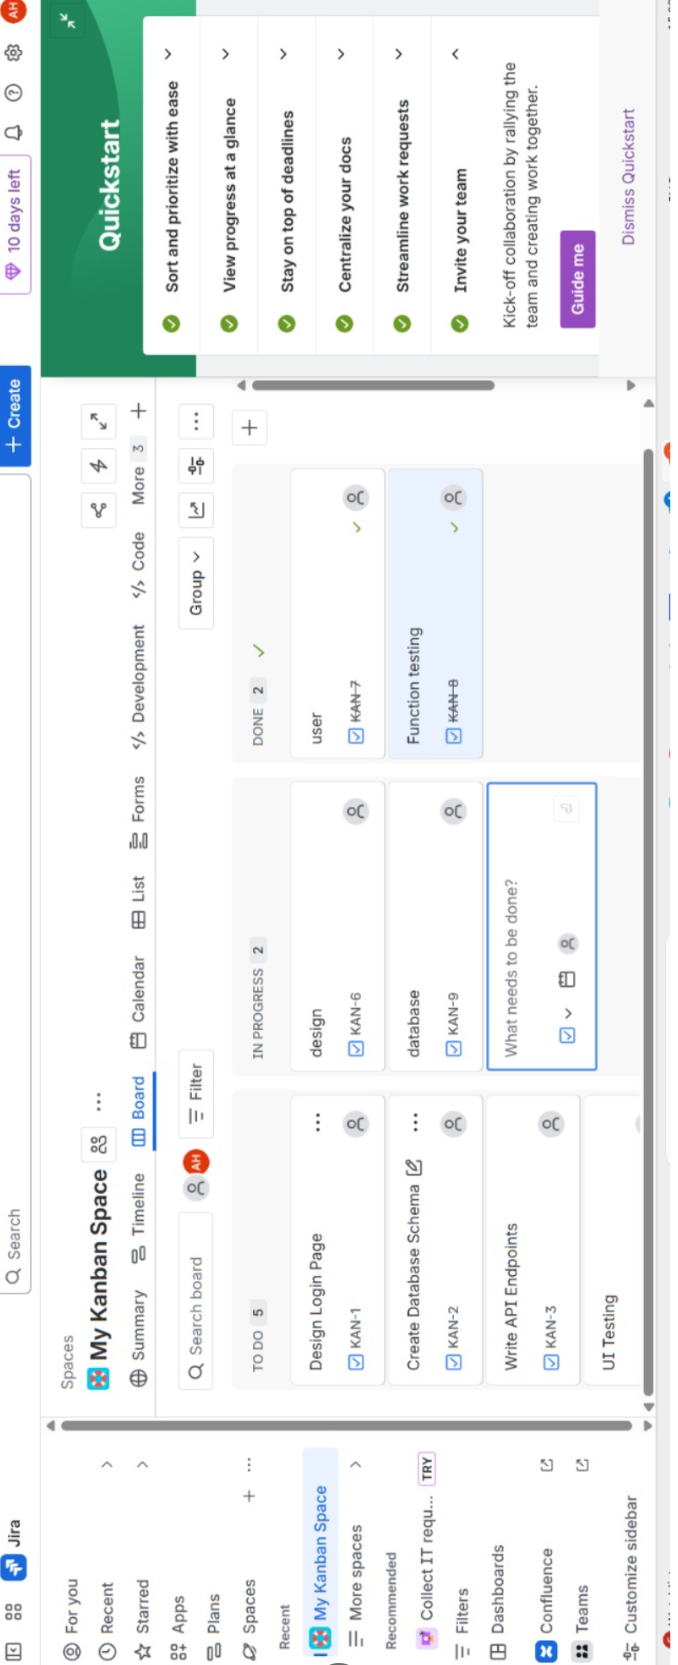 Jira
Search
+ Create
10 days left
AH
For you
Recent
Starred
Apps
Plans
Spaces
Recent
My Kanban Space
More spaces
Recommended
Collect IT requ... TRY
Filters
Dashboards
Confluence
Teams
Customize sidebar
Spaces
My Kanban Space
Summary Timeline Board Calendar List Forms Development Code More 3
Search board AH Filter Group
TO DO 5
Design Login Page
KAN-1
Create Database Schema
KAN-2
Write API Endpoints
KAN-3
UI Testing
IN PROGRESS 2
design
KAN-6
database
KAN-9
What needs to be done?
DONE 2
user
KAN-7
Function testing
KAN-8
Quickstart
Sort and prioritize with ease
View progress at a glance
Stay on top of deadlines
Centralize your docs
Streamline work requests
Invite your team
Kick-off collaboration by rallying the
team and creating work together.
Guide me
Dismiss Quickstart